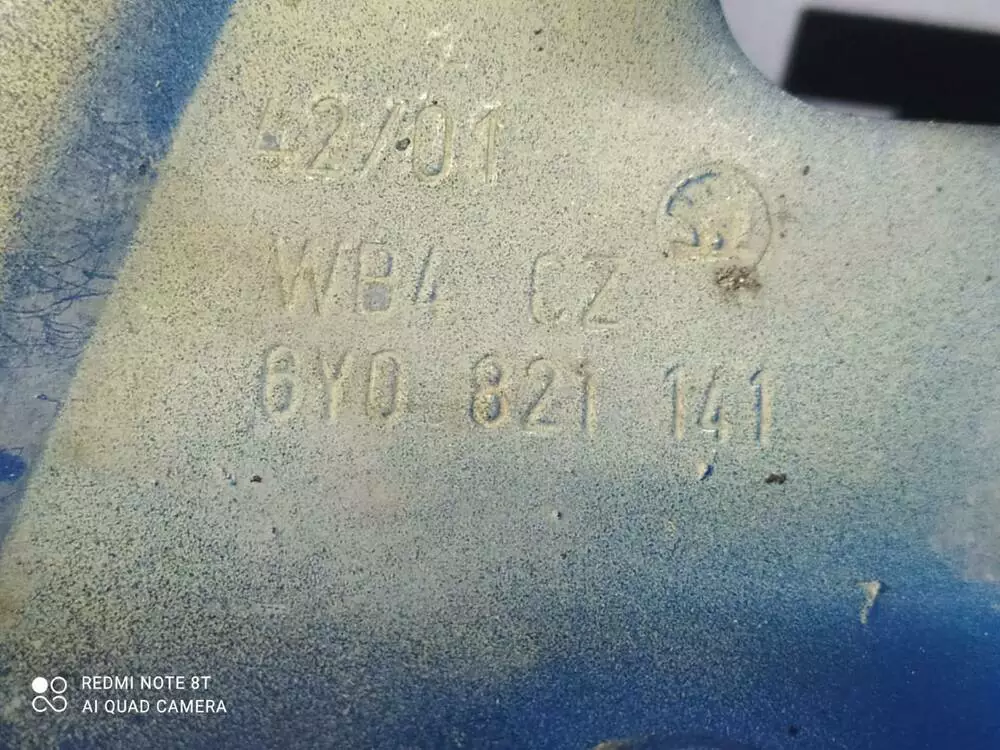 42/01
WB4 CZ
6Y0 821 141
REDMI NOTE 8T
AI QUAD CAMERA